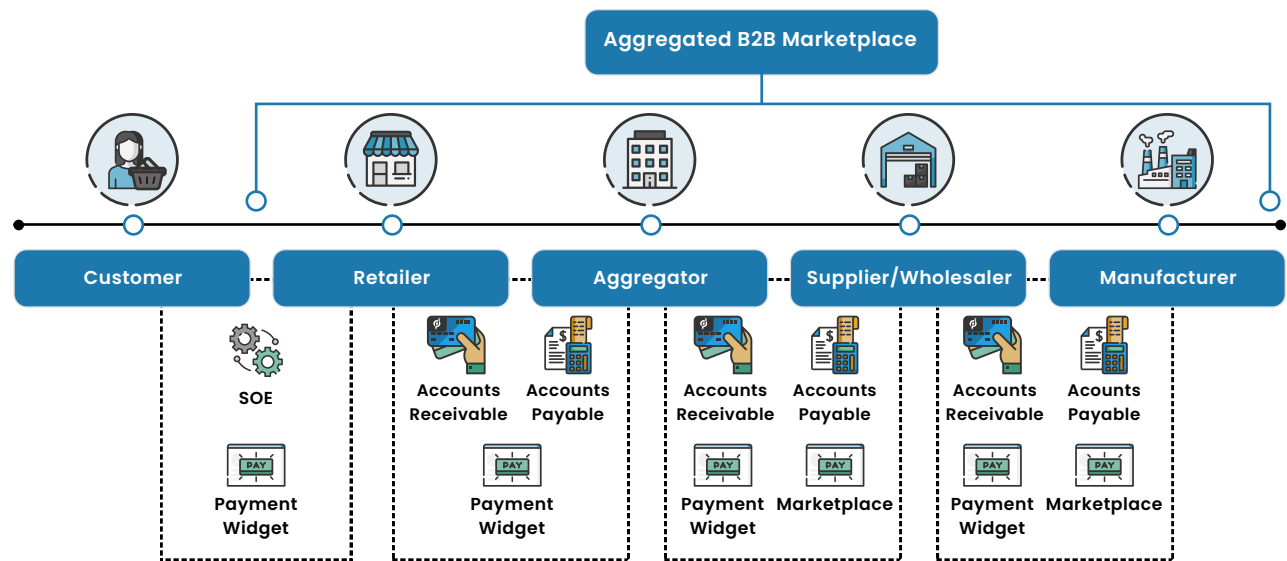 Aggregated B2B Marketplace
Customer
Retailer
Aggregator
Supplier/Wholesaler
Manufacturer
SOE
Payment
Widget
Accounts
Receivable
Accounts
Payable
PAY
Payment
Widget
Accounts
Receivable
Accounts
Payable
PAY
Payment
Widget
PAY
Marketplace
Accounts
Receivable
Acounts
Payable
PAY
Payment
Widget
PAY
Marketplace
$
$
$
PAY